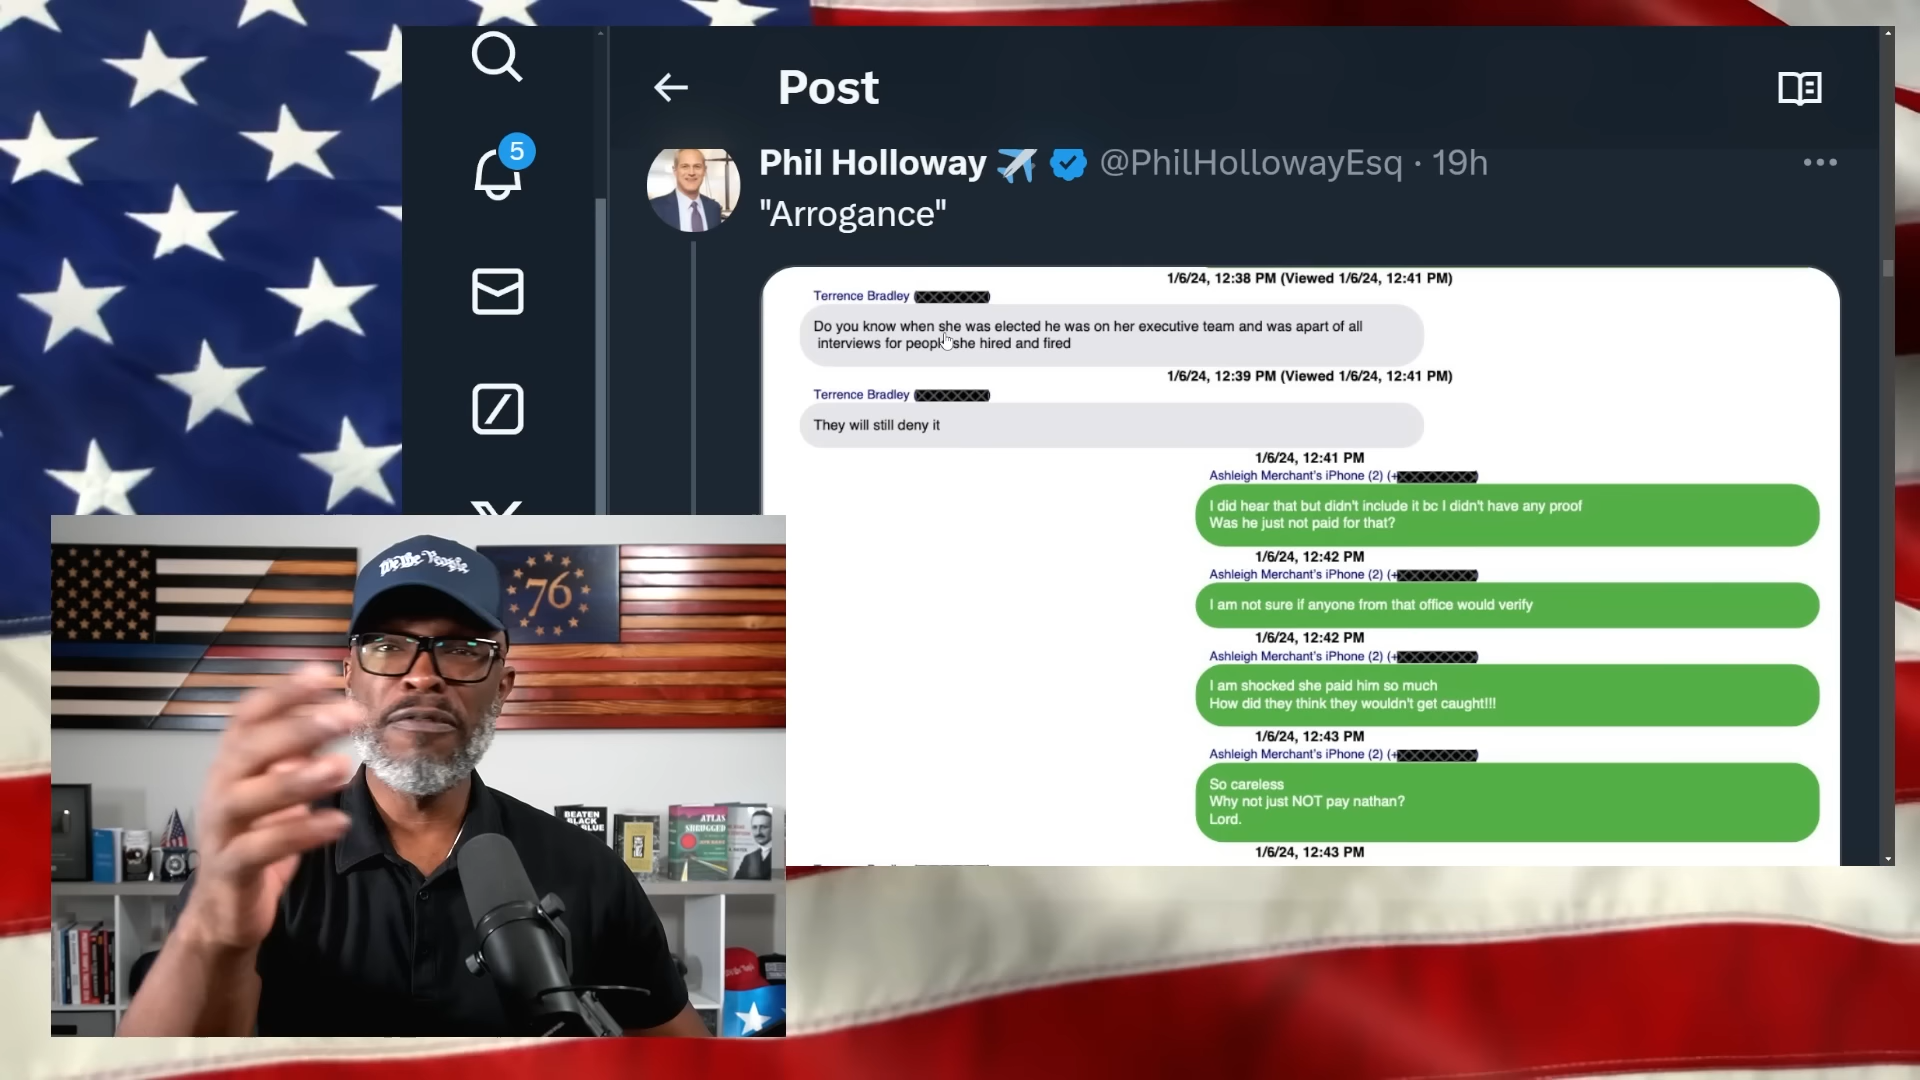 5
Post
Phil Holloway @PhilHollowayEsq · 19h
"Arrogance"
1/6/24, 12:38 PM (Viewed 1/6/24, 12:41 PM)
Terrence Bradley
Do you know when she was elected he was on her executive team and was apart of all
interviews for people she hired and fired
1/6/24, 12:39 PM (Viewed 1/6/24, 12:41 PM)
Terrence Bradley
They will still deny it
1/6/24, 12:41 PM
Ashleigh Merchant's iPhone (2) (+
I did hear that but didn't include it bc I didn't have any proof
Was he just not paid for that?
1/6/24, 12:42 PM
Ashleigh Merchant's iPhone (2) (+
I am not sure if anyone from that office would verify
1/6/24, 12:42 PM
Ashleigh Merchant's iPhone (2) (+
I am shocked she paid him so much
How did they think they wouldn't get caught!!!
1/6/24, 12:43 PM
Ashleigh Merchant's iPhone (2) (+
So careless
Why not just NOT pay nathan?
Lord.
1/6/24, 12:43 PM
We the People
76
BEATEN
BLACK
BLUE
ATLAS
SHRUGGED